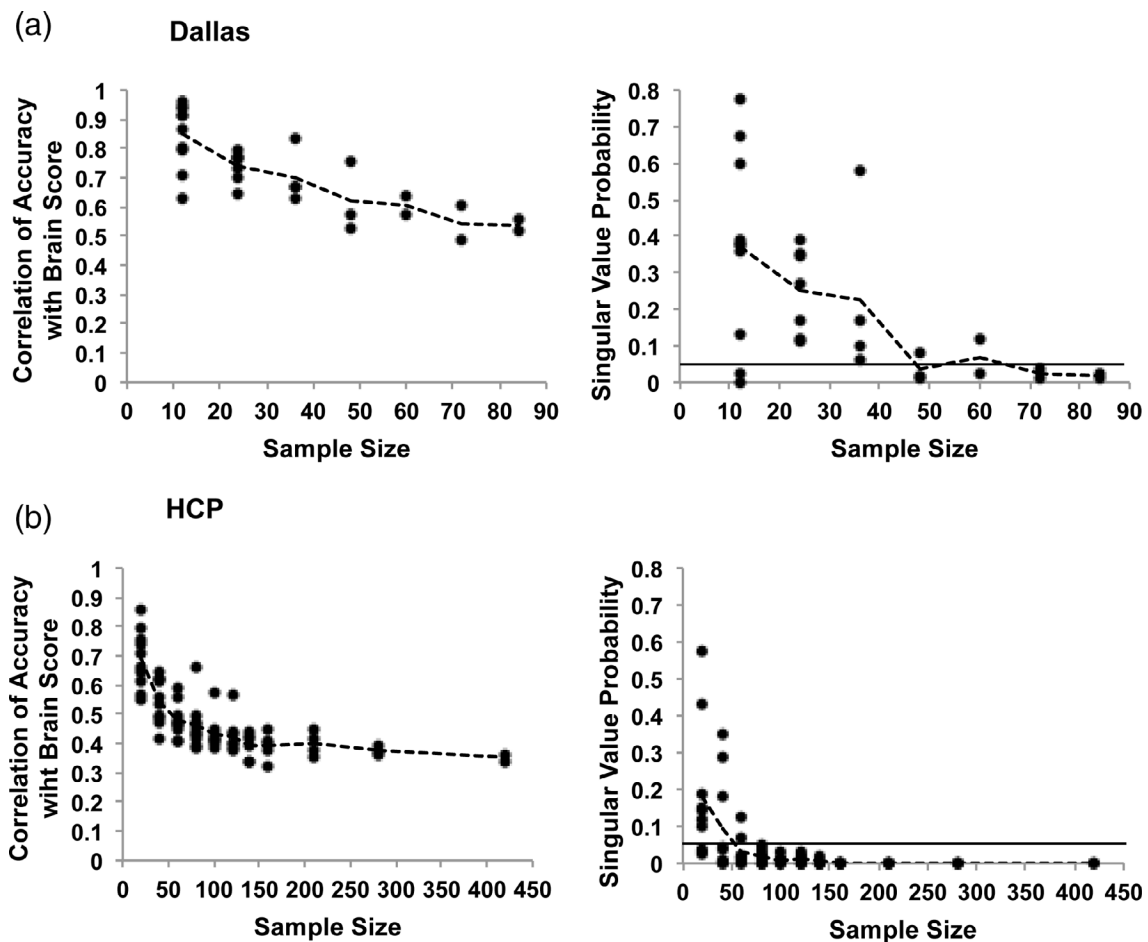 (a)
Dallas
Correlation of Accuracy
with Brain Score
1
0.9
0.8
0.7
0.6
0.5
0.4
0.3
0.2
0.1
0
0 10 20 30 40 50 60 70 80 90
Sample Size
Singular Value Probability
0.8
0.7
0.6
0.5
0.4
0.3
0.2
0.1
0
0 10 20 30 40 50 60 70 80 90
Sample Size
(b)
HCP
Correlation of Accuracy
wiht Brain Score
1
0.9
0.8
0.7
0.6
0.5
0.4
0.3
0.2
0.1
0
0 50 100 150 200 250 300 350 400 450
Sample Size
Singular Value Probability
0.8
0.7
0.6
0.5
0.4
0.3
0.2
0.1
0
0 50 100 150 200 250 300 350 400 450
Sample Size